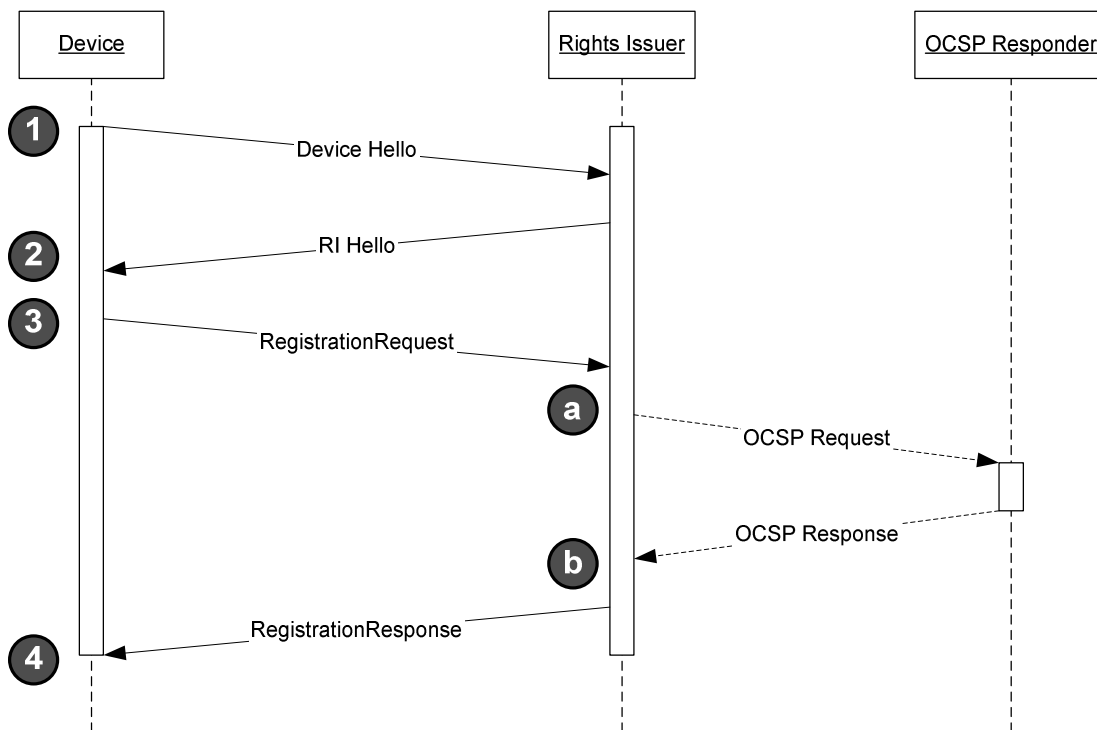 Device
Rights Issuer
OCSP Responder
1
Device Hello
2
RI Hello
3
RegistrationRequest
a
OCSP Request
OCSP Response
b
RegistrationResponse
4